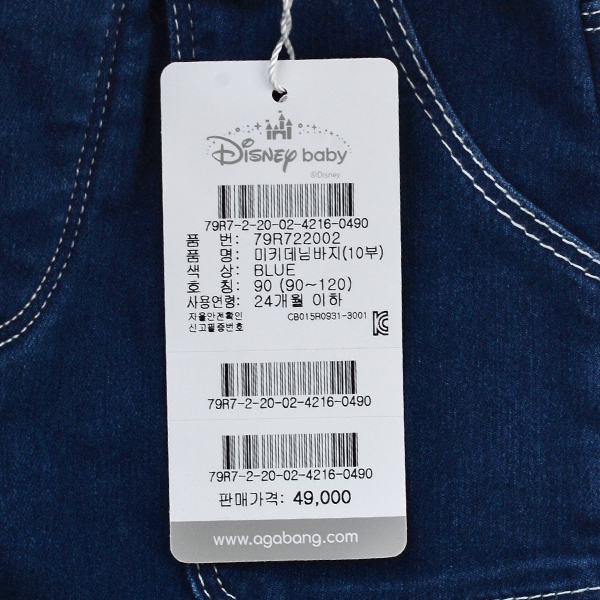 Disney baby
©Disney
79R7-2-20-02-4216-0490
품 번: 79R722002
품 명: 미키데님바지(10부)
색 상: BLUE
호 칭: 90 (90~120)
사용연령: 24개월 이하
자율안전확인
신고필증번호 CB015R0931-3001
79R7-2-20-02-4216-0490
79R7-2-20-02-4216-0490
판매가격: 49,000
www.agabang.com